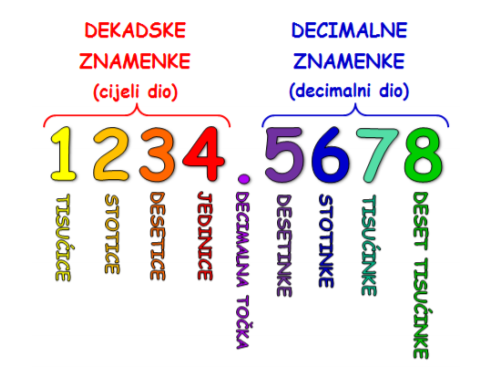 DEKADSKE
ZNAMENKE
(cijeli dio)
DECIMALNE
ZNAMENKE
(decimalni dio)
1234.5678
TISUĆICE
STOTICE
DESETICE
JEDINICE
DECIMALNA TOČKA
DESETINKE
STOTINKE
TISUĆINKE
DESET TISUĆINKE